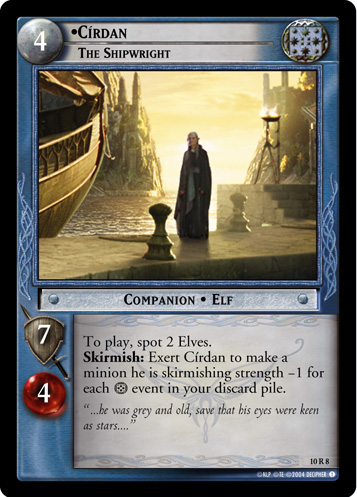 4
•Círdan
The Shipwright
Companion • Elf
7
4
To play, spot 2 Elves.
Skirmish: Exert Círdan to make a
minion he is skirmishing strength –1 for
each event in your discard pile.
“...he was grey and old, save that his eyes were keen
as stars....”
10 R 8
© NLP ™TE © 2004 DECIPHER